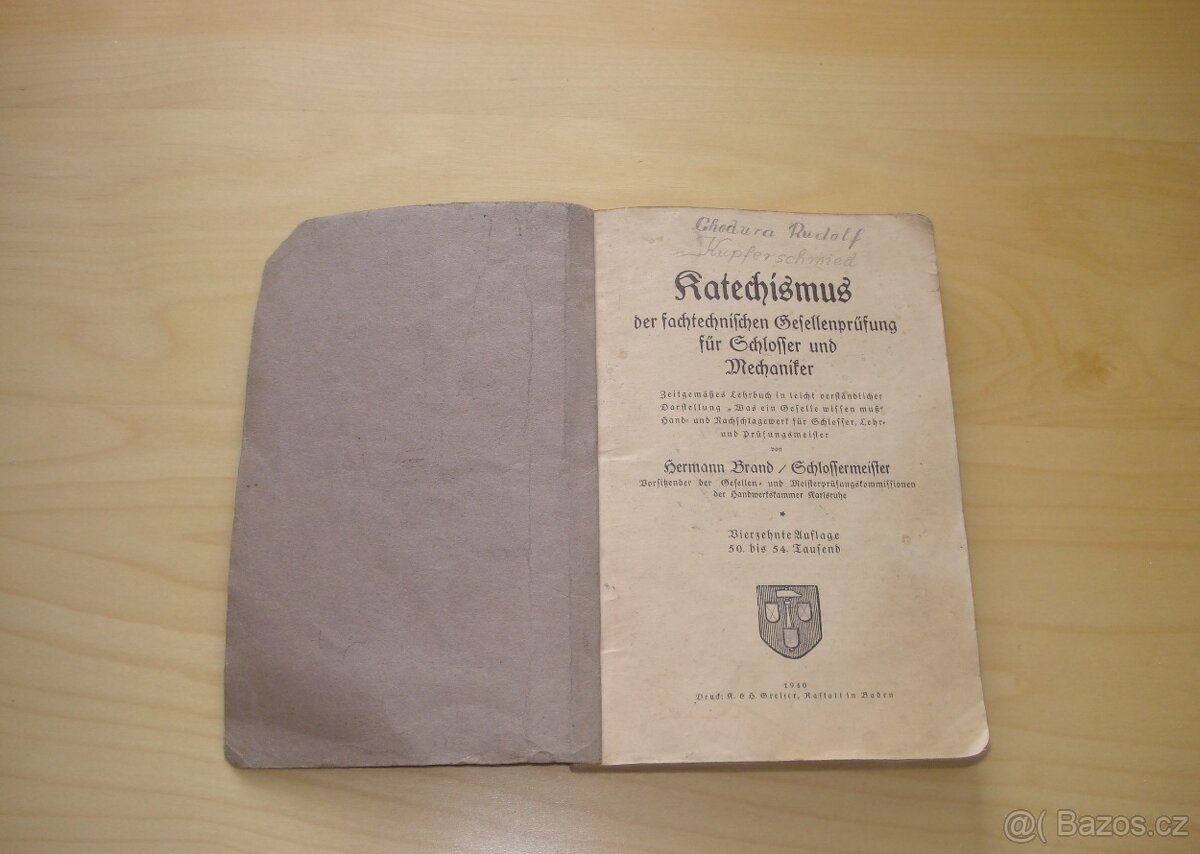 Chodura Rudolf
Kupferschmied
Katechismus
der fachtechnischen Gesellenprüfung
für Schlosser und
Mechaniker
Zeitgemäßes Lehrbuch in leicht verständlicher
Darstellung „Was ein Geselle wissen muß“
Hand- und Nachschlagewerk für Schlosser, Lehr-
und Prüfungsmeister
von
Hermann Brand / Schlossermeister
Vorsitzender der Gesellen- und Meisterprüfungskommissionen
der Handwerkskammer Karlsruhe
*
Vierzehnte Auflage
50. bis 54. Tausend
1940
Druck: K. & H. Greiser, Rastatt in Baden
@( Bazos.cz